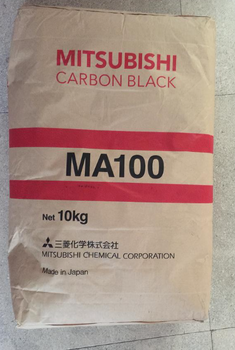 MITSUBISHI
CARBON BLACK
MA100
Net 10kg
三菱化学株式会社
MITSUBISHI CHEMICAL CORPORATION
Made in Japan